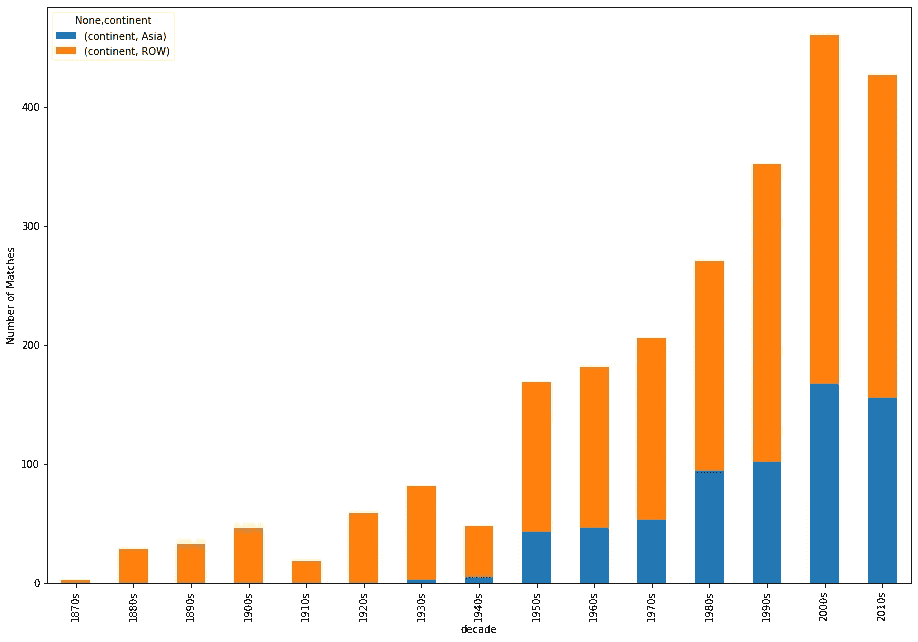 None,continent
(continent, Asia)
(continent, ROW)
Number of Matches
400
300
200
100
0
1870s
1880s
1890s
1900s
1910s
1920s
1930s
1940s
1950s
1960s
1970s
1980s
1990s
2000s
2010s
decade